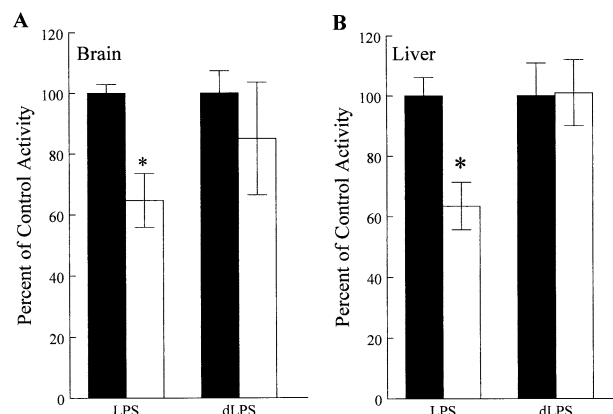 A
Brain
Percent of Control Activity
120
100
80
60
40
20
0
*
LPS
dLPS
B
Liver
Percent of Control Activity
120
100
80
60
40
20
0
*
LPS
dLPS